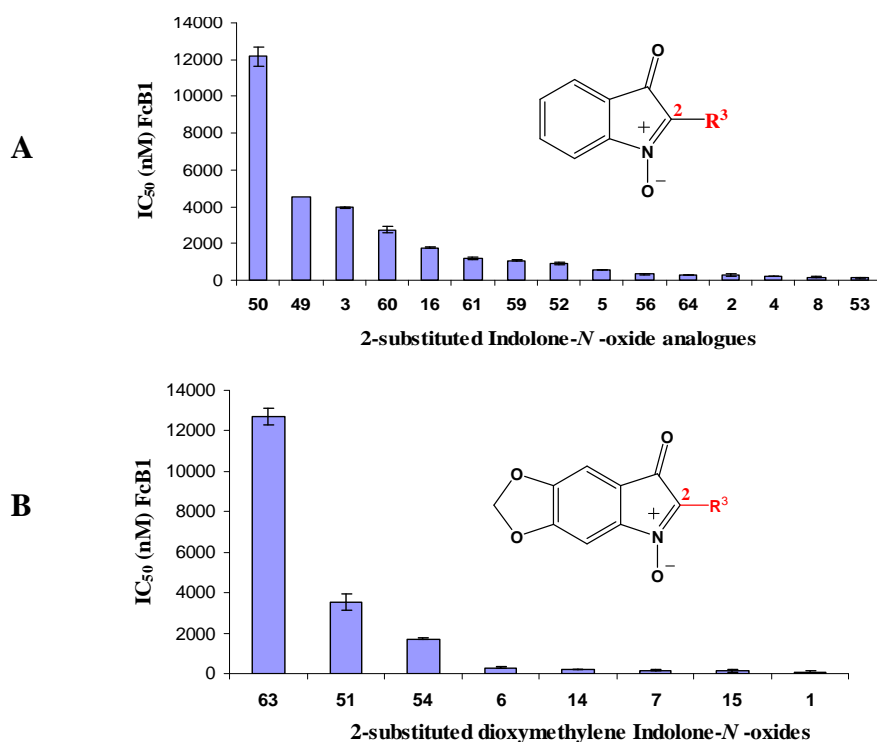 A
IC50 (nM) FcB1
14000
12000
10000
8000
6000
4000
2000
0
O
2
R3
+
N
O
−
50 49 3 60 16 61 59 52 5 56 64 2 4 8 53
2-substituted Indolone-N -oxide analogues
B
IC50 (nM) FcB1
14000
12000
10000
8000
6000
4000
2000
0
O
O
2
R3
+
N
O
O
−
63 51 54 6 14 7 15 1
2-substituted dioxymethylene Indolone-N -oxides